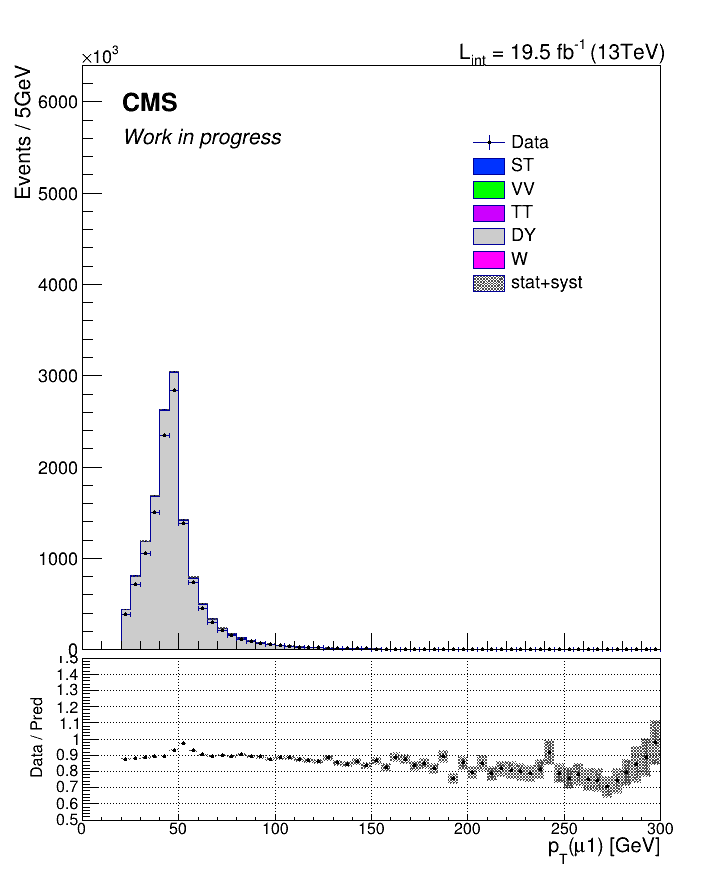 ×10³
L_int = 19.5 fb⁻¹ (13TeV)
Events / 5GeV
CMS
Work in progress
Data
ST
VV
TT
DY
W
stat+syst
6000
5000
4000
3000
2000
1000
0
Data / Pred
1.5
1.4
1.3
1.2
1.1
1
0.9
0.8
0.7
0.6
0.5
0 50 100 150 200 250 300
p_T(μ1) [GeV]